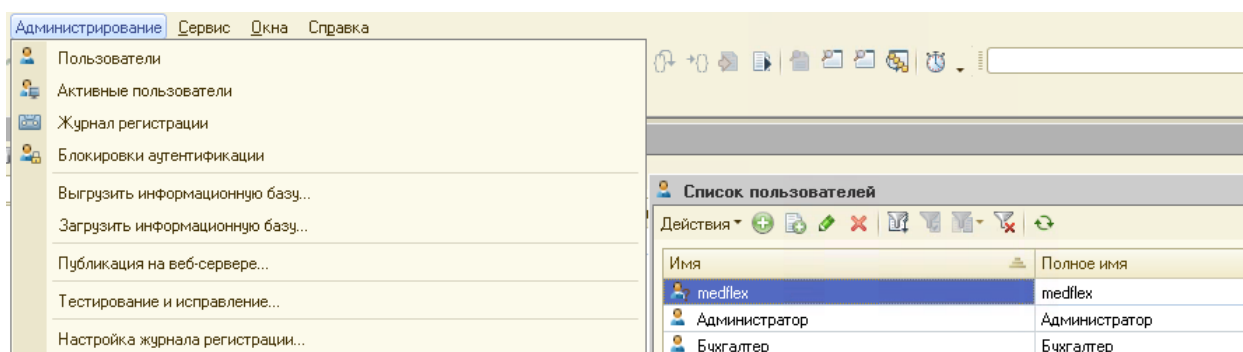 Администрирование Сервис Окна Справка
Пользователи
Активные пользователи
Журнал регистрации
Блокировки аутентификации
Выгрузить информационную базу...
Загрузить информационную базу...
Публикация на веб-сервере...
Тестирование и исправление...
Настройка журнала регистрации...
Список пользователей
Действия
Имя Полное имя
medflex medflex
Администратор Администратор
Бухгалтер Бухгалтер